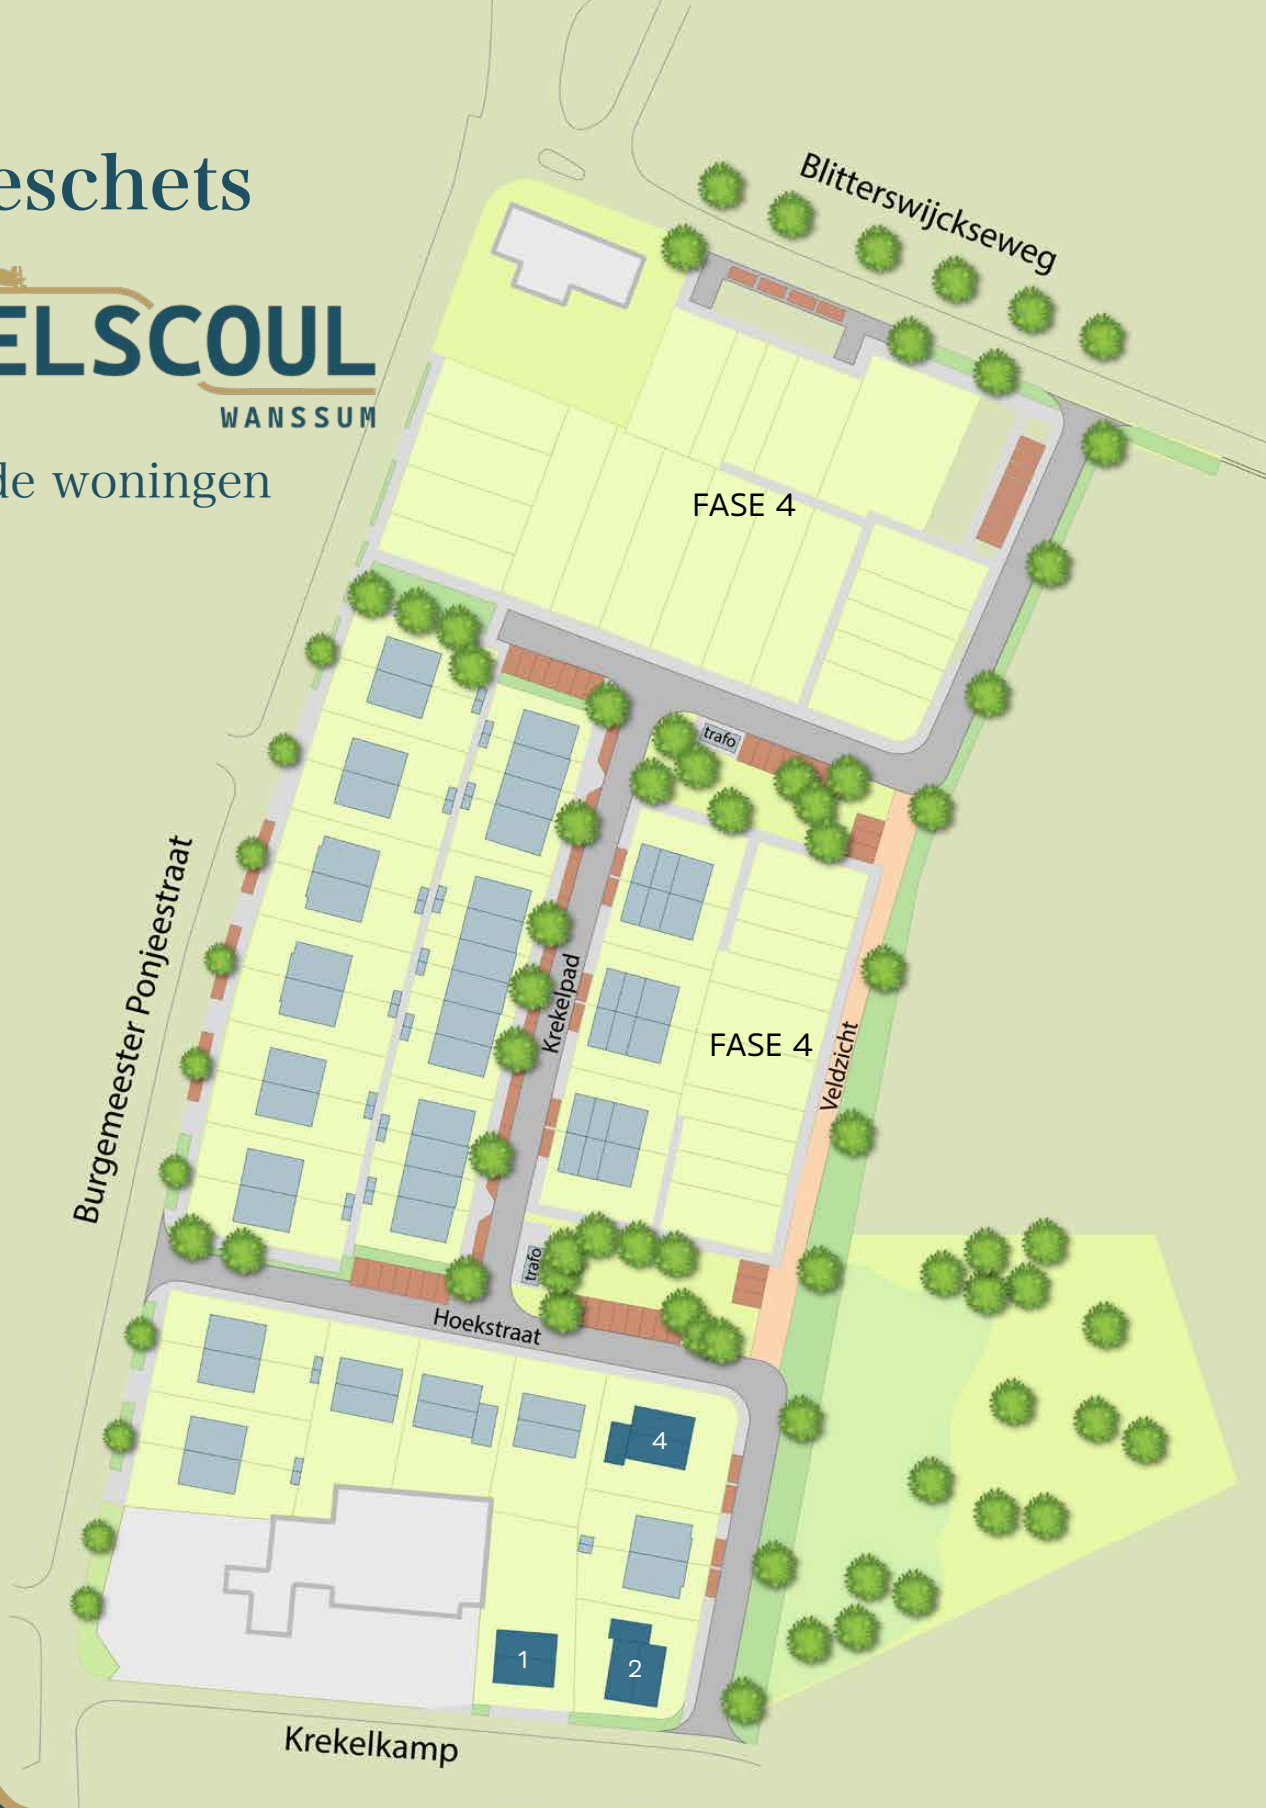 eschets
Blitterswijckseweg
ELSCOUL
WANSSUM
de woningen
FASE 4
trafo
Burgemeester Ponjeestraat
Krekelpad
FASE 4
Veldzicht
trafo
Hoekstraat
4
1
2
Krekelkamp